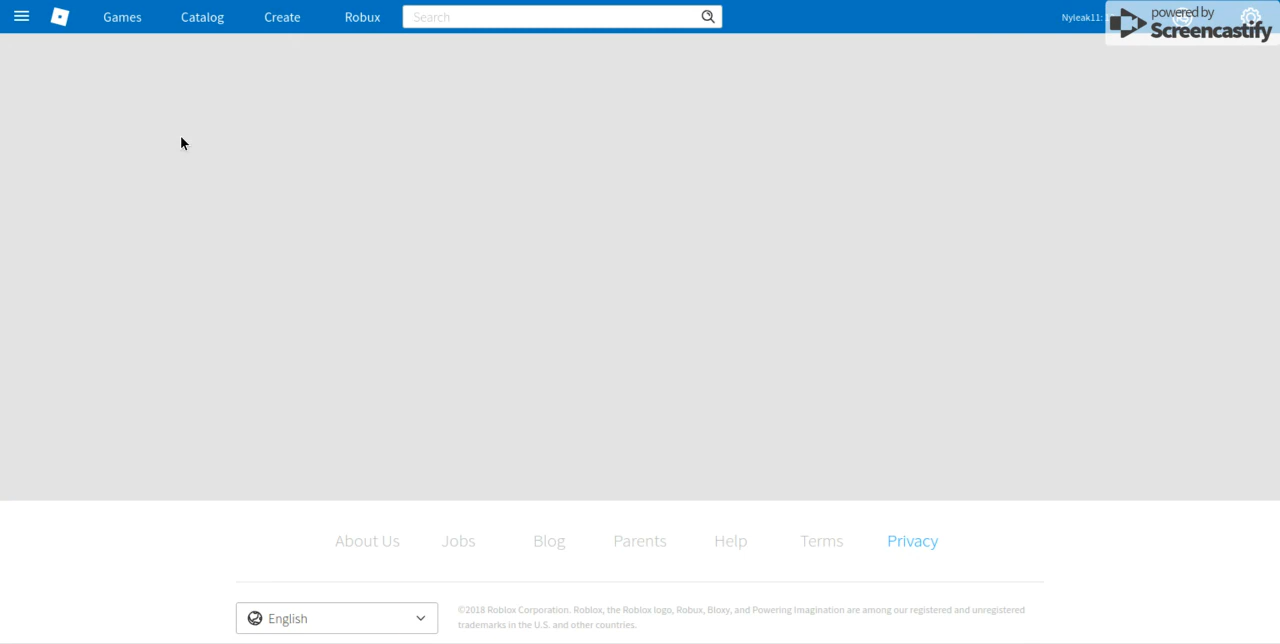 Games Catalog Create Robux Search Nyleak11:
powered by
Screencastify
About Us Jobs Blog Parents Help Terms Privacy
English
©2018 Roblox Corporation. Roblox, the Roblox logo, Robux, Bloxy, and Powering Imagination are among our registered and unregistered
trademarks in the U.S. and other countries.